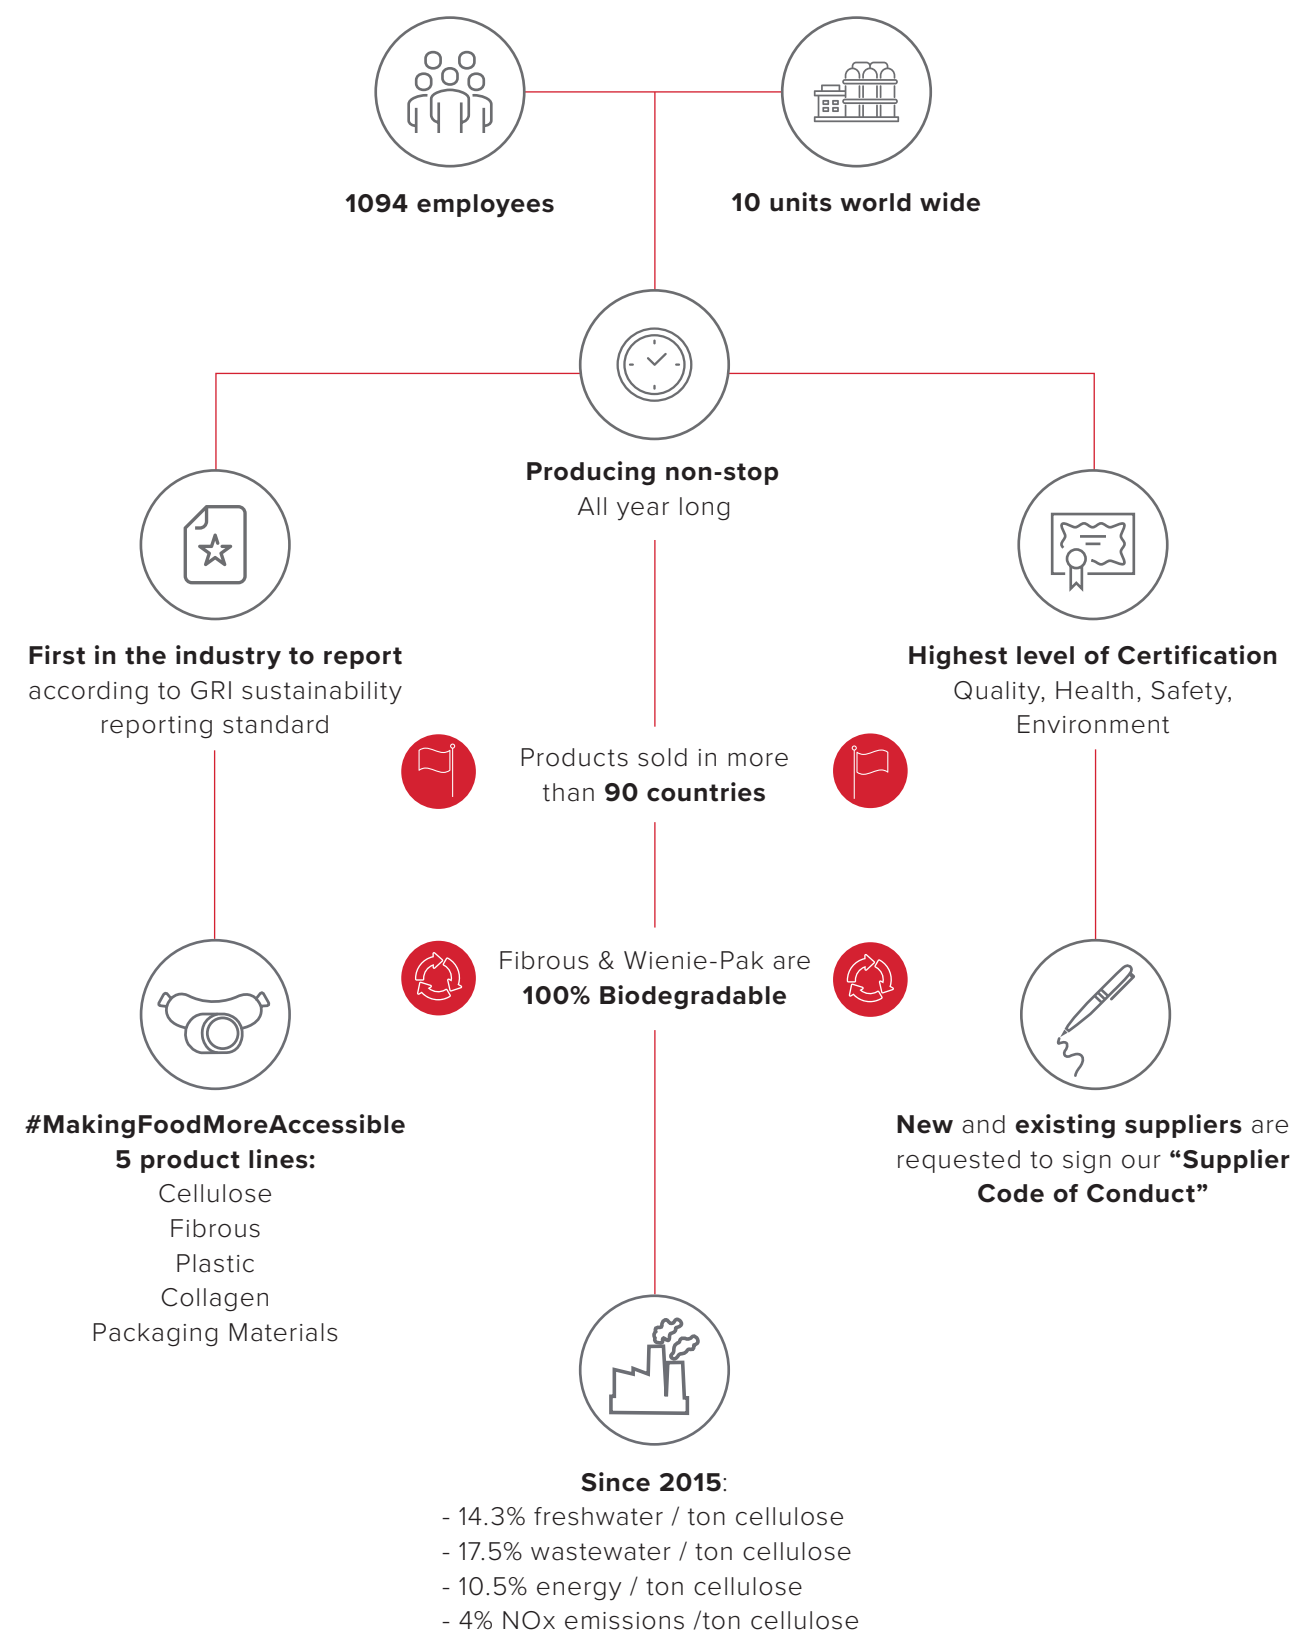 1094 employees
10 units world wide
Producing non-stop
All year long
First in the industry to report
according to GRI sustainability
reporting standard
Highest level of Certification
Quality, Health, Safety,
Environment
Products sold in more
than 90 countries
Fibrous & Wienie-Pak are
100% Biodegradable
#MakingFoodMoreAccessible
5 product lines:
Cellulose
Fibrous
Plastic
Collagen
Packaging Materials
New and existing suppliers are
requested to sign our “Supplier
Code of Conduct”
Since 2015:
- 14.3% freshwater / ton cellulose
- 17.5% wastewater / ton cellulose
- 10.5% energy / ton cellulose
- 4% NOx emissions /ton cellulose